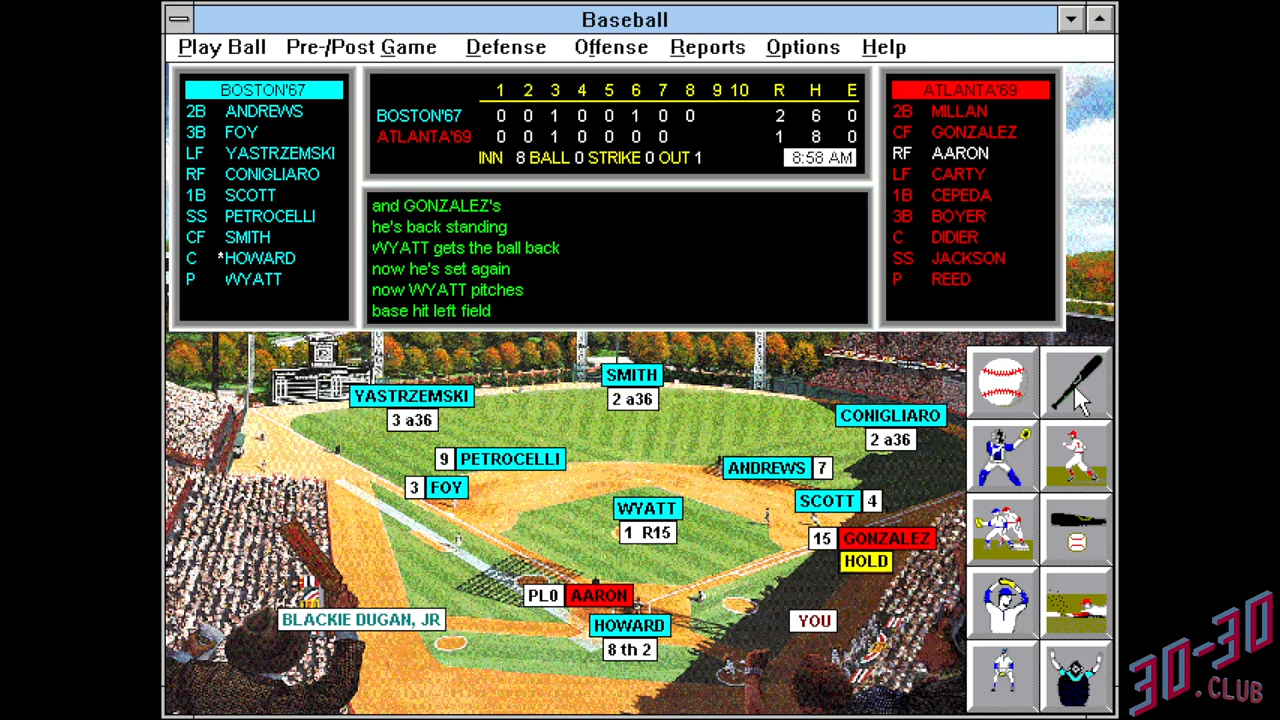 Baseball
Play Ball Pre-/Post Game Defense Offense Reports Options Help
BOSTON'67
2B ANDREWS
3B FOY
LF YASTRZEMSKI
RF CONIGLIARO
1B SCOTT
SS PETROCELLI
CF SMITH
C *HOWARD
P WYATT
1 2 3 4 5 6 7 8 9 10 R H E
BOSTON'67 0 0 1 0 0 1 0 0 2 6 0
ATLANTA'69 0 0 1 0 0 0 0 1 8 0
INN 8 BALL 0 STRIKE 0 OUT 1 8:58 AM
and GONZALEZ's
he's back standing
WYATT gets the ball back
now he's set again
now WYATT pitches
base hit left field
ATLANTA'69
2B MILLAN
CF GONZALEZ
RF AARON
LF CARTY
1B CEPEDA
3B BOYER
C DIDIER
SS JACKSON
P REED
SMITH
2 a36
YASTRZEMSKI
3 a36
CONIGLIARO
2 a36
9 PETROCELLI
ANDREWS 7
3 FOY
SCOTT 4
WYATT
1 R15
15 GONZALEZ
HOLD
PL0 AARON
HOWARD
8 th 2
BLACKIE DUGAN, JR
YOU
30-30
.CLUB